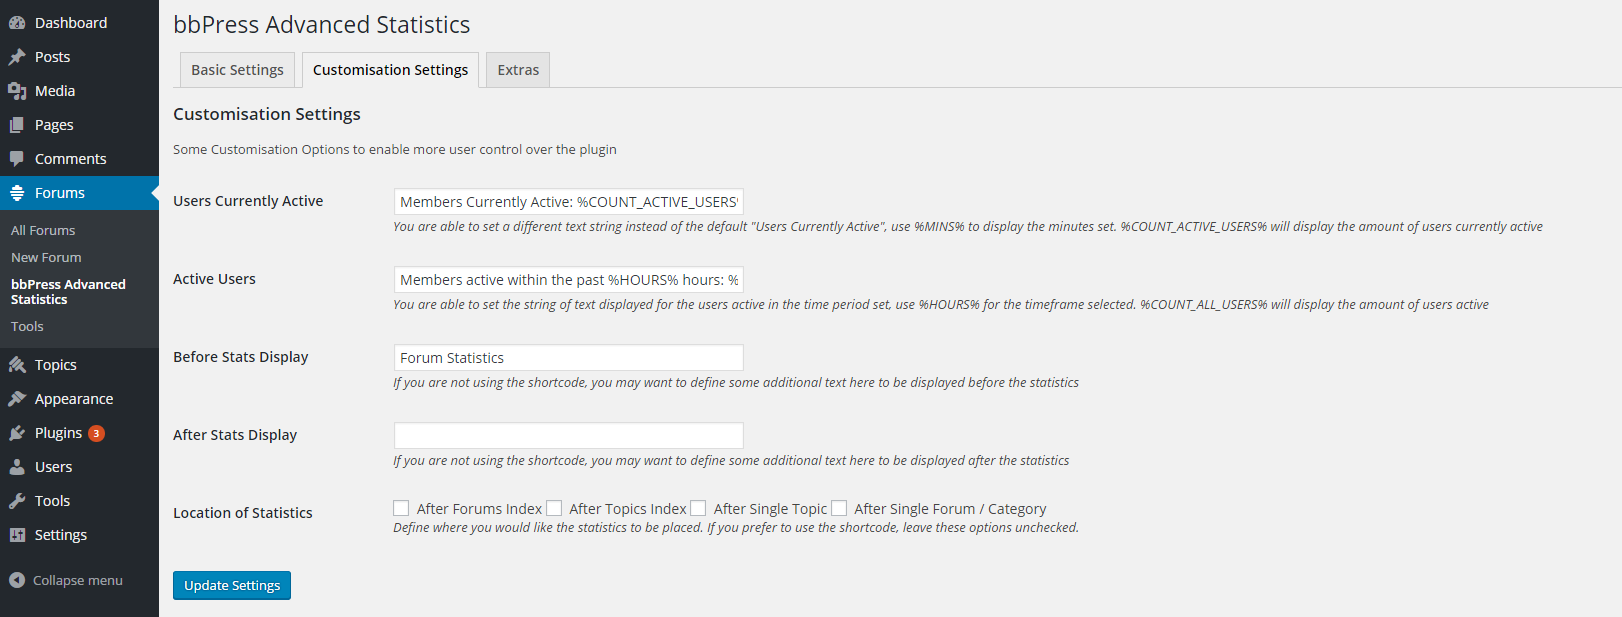 Dashboard
Posts
Media
Pages
Comments
Forums
All Forums
New Forum
bbPress Advanced
Statistics
Tools
Topics
Appearance
Plugins 3
Users
Tools
Settings
Collapse menu
bbPress Advanced Statistics
Basic Settings Customisation Settings Extras
Customisation Settings
Some Customisation Options to enable more user control over the plugin
Users Currently Active Members Currently Active: %COUNT_ACTIVE_USERS%
You are able to set a different text string instead of the default "Users Currently Active", use %MINS% to display the minutes set. %COUNT_ACTIVE_USERS% will display the amount of users currently active
Active Users Members active within the past %HOURS% hours: %
You are able to set the string of text displayed for the users active in the time period set, use %HOURS% for the timeframe selected. %COUNT_ALL_USERS% will display the amount of users active
Before Stats Display Forum Statistics
If you are not using the shortcode, you may want to define some additional text here to be displayed before the statistics
After Stats Display
If you are not using the shortcode, you may want to define some additional text here to be displayed after the statistics
Location of Statistics After Forums Index After Topics Index After Single Topic After Single Forum / Category
Define where you would like the statistics to be placed. If you prefer to use the shortcode, leave these options unchecked.
Update Settings